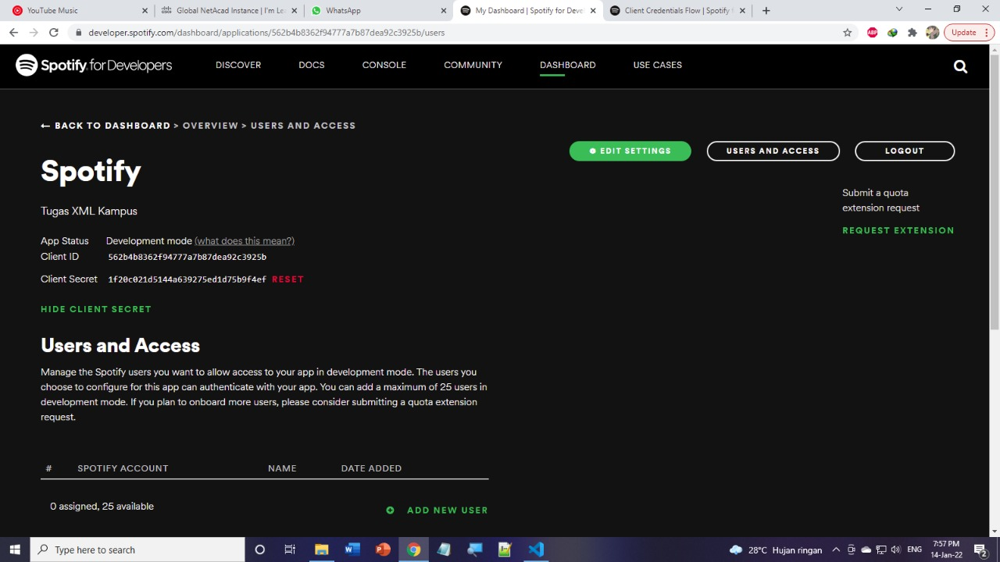 YouTube Music
Global NetAcad Instance | I'm Le
WhatsApp
My Dashboard | Spotify for Deve
Client Credentials Flow | Spotify f
developer.spotify.com/dashboard/applications/562b4b8362f94777a7b87dea92c3925b/users
ABP
Update
Spotify for Developers
DISCOVER
DOCS
CONSOLE
COMMUNITY
DASHBOARD
USE CASES
← BACK TO DASHBOARD > OVERVIEW > USERS AND ACCESS
EDIT SETTINGS
USERS AND ACCESS
LOGOUT
Spotify
Submit a quota
extension request
REQUEST EXTENSION
Tugas XML Kampus
App Status Development mode (what does this mean?)
Client ID 562b4b8362f94777a7b87dea92c3925b
Client Secret 1f20c021d5144a639275ed1d75b9f4ef RESET
HIDE CLIENT SECRET
Users and Access
Manage the Spotify users you want to allow access to your app in development mode. The users you
choose to configure for this app can authenticate with your app. You can add a maximum of 25 users in
development mode. If you plan to onboard more users, please consider submitting a quota extension
request.
# SPOTIFY ACCOUNT NAME DATE ADDED
0 assigned, 25 available
ADD NEW USER
Type here to search
28°C Hujan ringan
ENG
7:57 PM
14-Jan-22
2